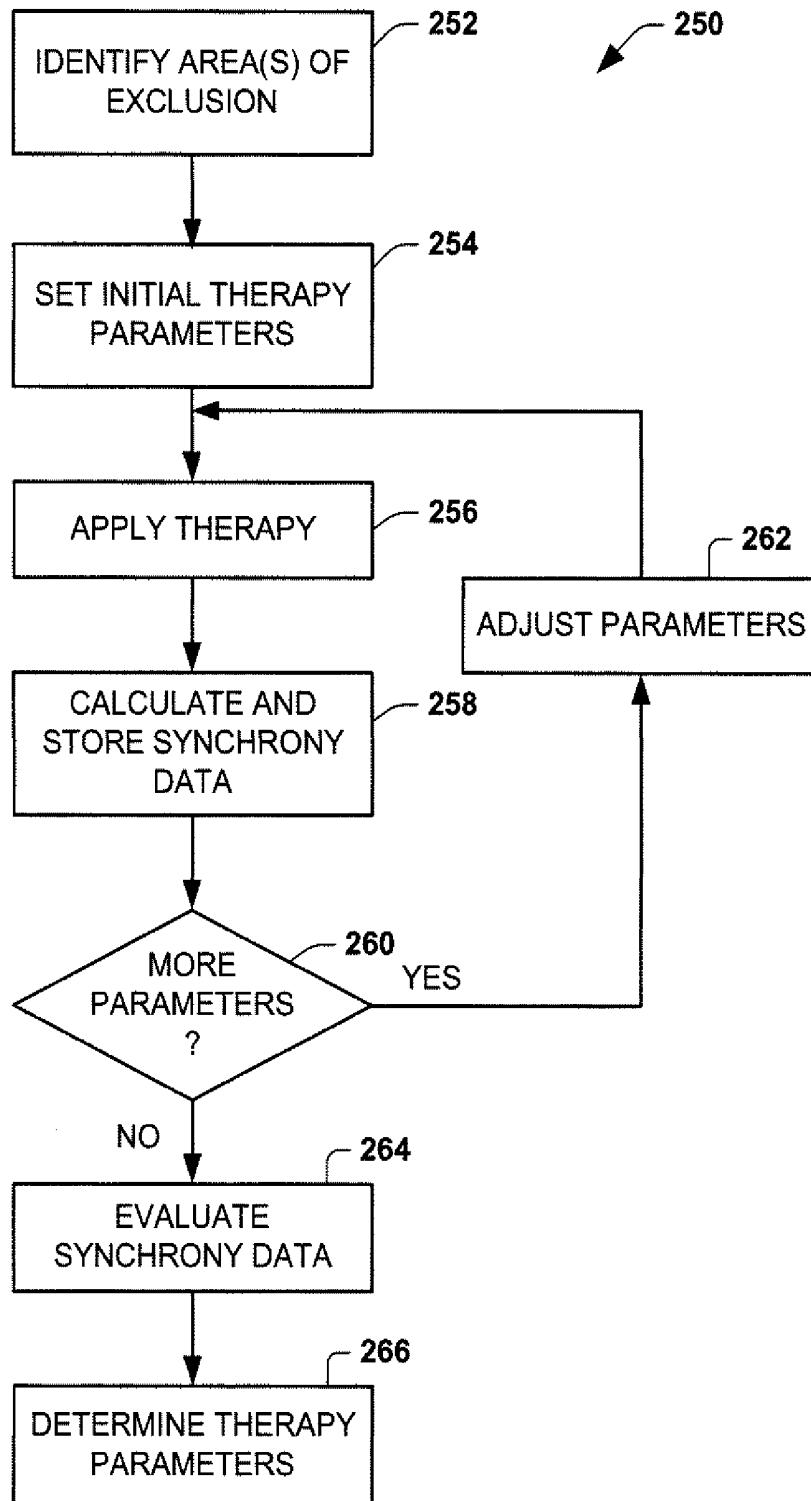 252
250
IDENTIFY AREA(S) OF
EXCLUSION
254
SET INITIAL THERAPY
PARAMETERS
APPLY THERAPY
256
262
ADJUST PARAMETERS
CALCULATE AND
STORE SYNCHRONY
DATA
258
260
MORE
PARAMETERS
?
YES
NO
264
EVALUATE
SYNCHRONY DATA
266
DETERMINE THERAPY
PARAMETERS